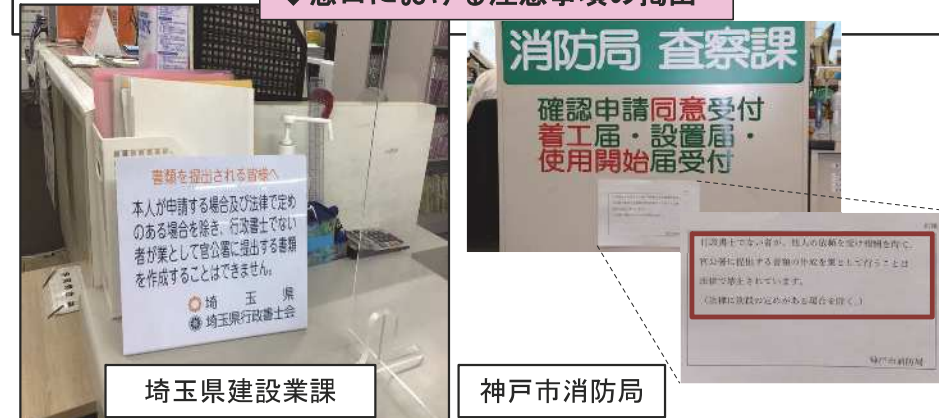 ◆窓口における注意事項の掲出
書類を提出される皆様へ
本人が申請する場合及び法律で定め
のある場合を除き、行政書士でない
者が業として官公署に提出する書類
を作成することはできません。
埼玉県
埼玉県行政書士会
埼玉県建設業課
消防局 査察課
確認申請同意受付
着工届・設置届・
使用開始届受付
行政書士でない者が、他人の依頼を受け報酬を得て、
官公署に提出する書類の作成を業として行うことは
法律で禁止されています。
(法律に別段の定めがある場合を除く。)
神戸市消防局
神戸市消防局